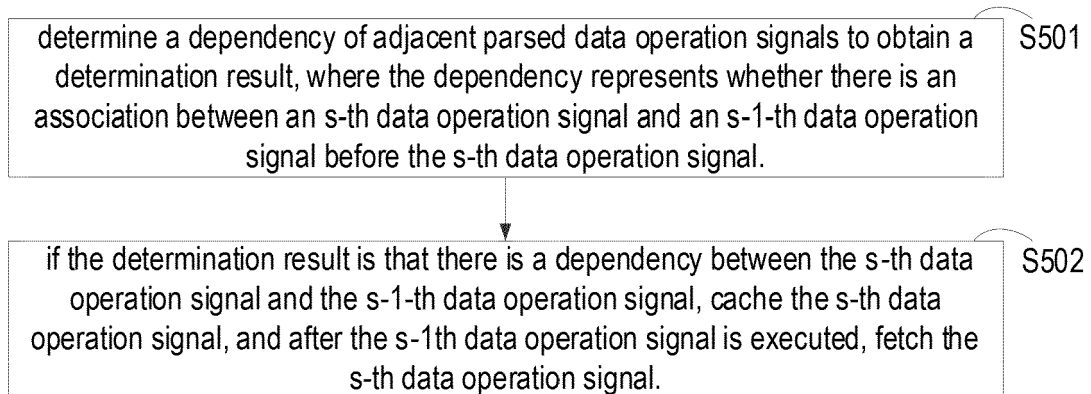 determine a dependency of adjacent parsed data operation signals to obtain a
determination result, where the dependency represents whether there is an
association between an s-th data operation signal and an s-1-th data operation
signal before the s-th data operation signal.
S501
if the determination result is that there is a dependency between the s-th data
operation signal and the s-1-th data operation signal, cache the s-th data
operation signal, and after the s-1th data operation signal is executed, fetch the
s-th data operation signal.
S502